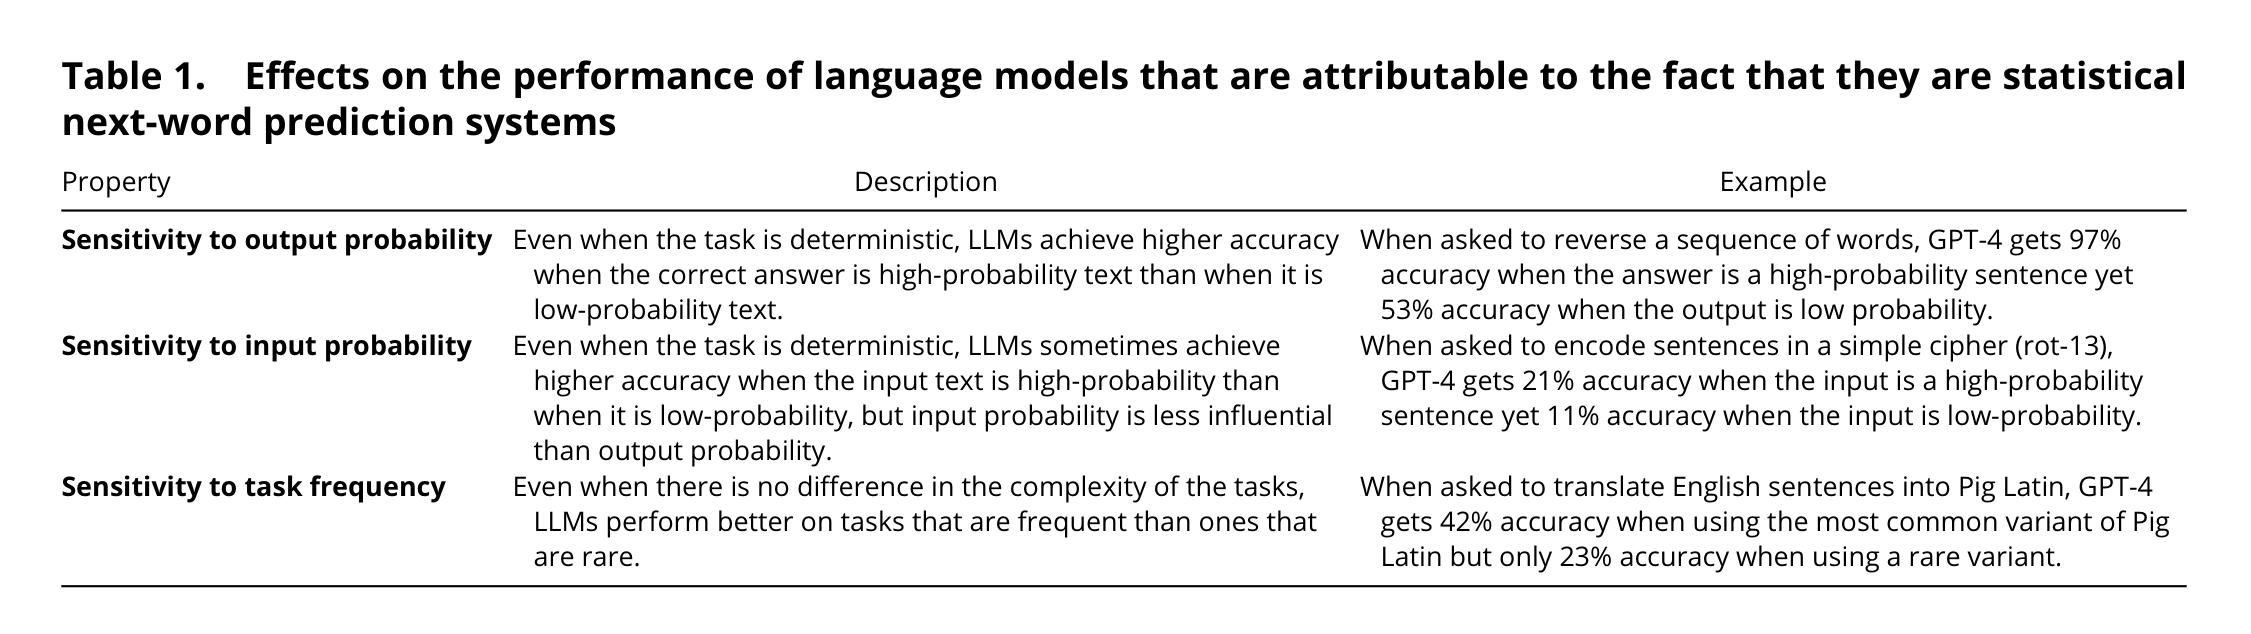 Table 1. Effects on the performance of language models that are attributable to the fact that they are statistical
next-word prediction systems
Property Description Example
Sensitivity to output probability Even when the task is deterministic, LLMs achieve higher accuracy When asked to reverse a sequence of words, GPT-4 gets 97%
when the correct answer is high-probability text than when it is accuracy when the answer is a high-probability sentence yet
low-probability text. 53% accuracy when the output is low probability.
Sensitivity to input probability Even when the task is deterministic, LLMs sometimes achieve When asked to encode sentences in a simple cipher (rot-13),
higher accuracy when the input text is high-probability than GPT-4 gets 21% accuracy when the input is a high-probability
when it is low-probability, but input probability is less influential sentence yet 11% accuracy when the input is low-probability.
than output probability.
Sensitivity to task frequency Even when there is no difference in the complexity of the tasks, When asked to translate English sentences into Pig Latin, GPT-4
LLMs perform better on tasks that are frequent than ones that gets 42% accuracy when using the most common variant of Pig
are rare. Latin but only 23% accuracy when using a rare variant.